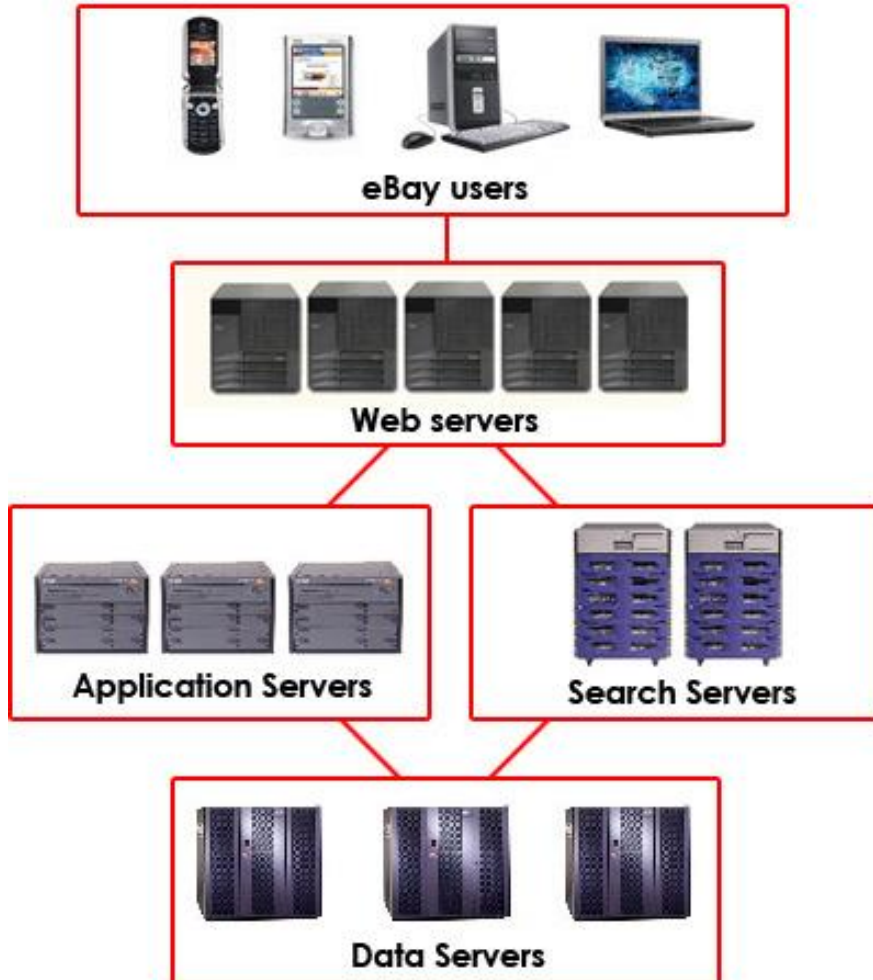 eBay users
Web servers
Application Servers
Search Servers
Data Servers